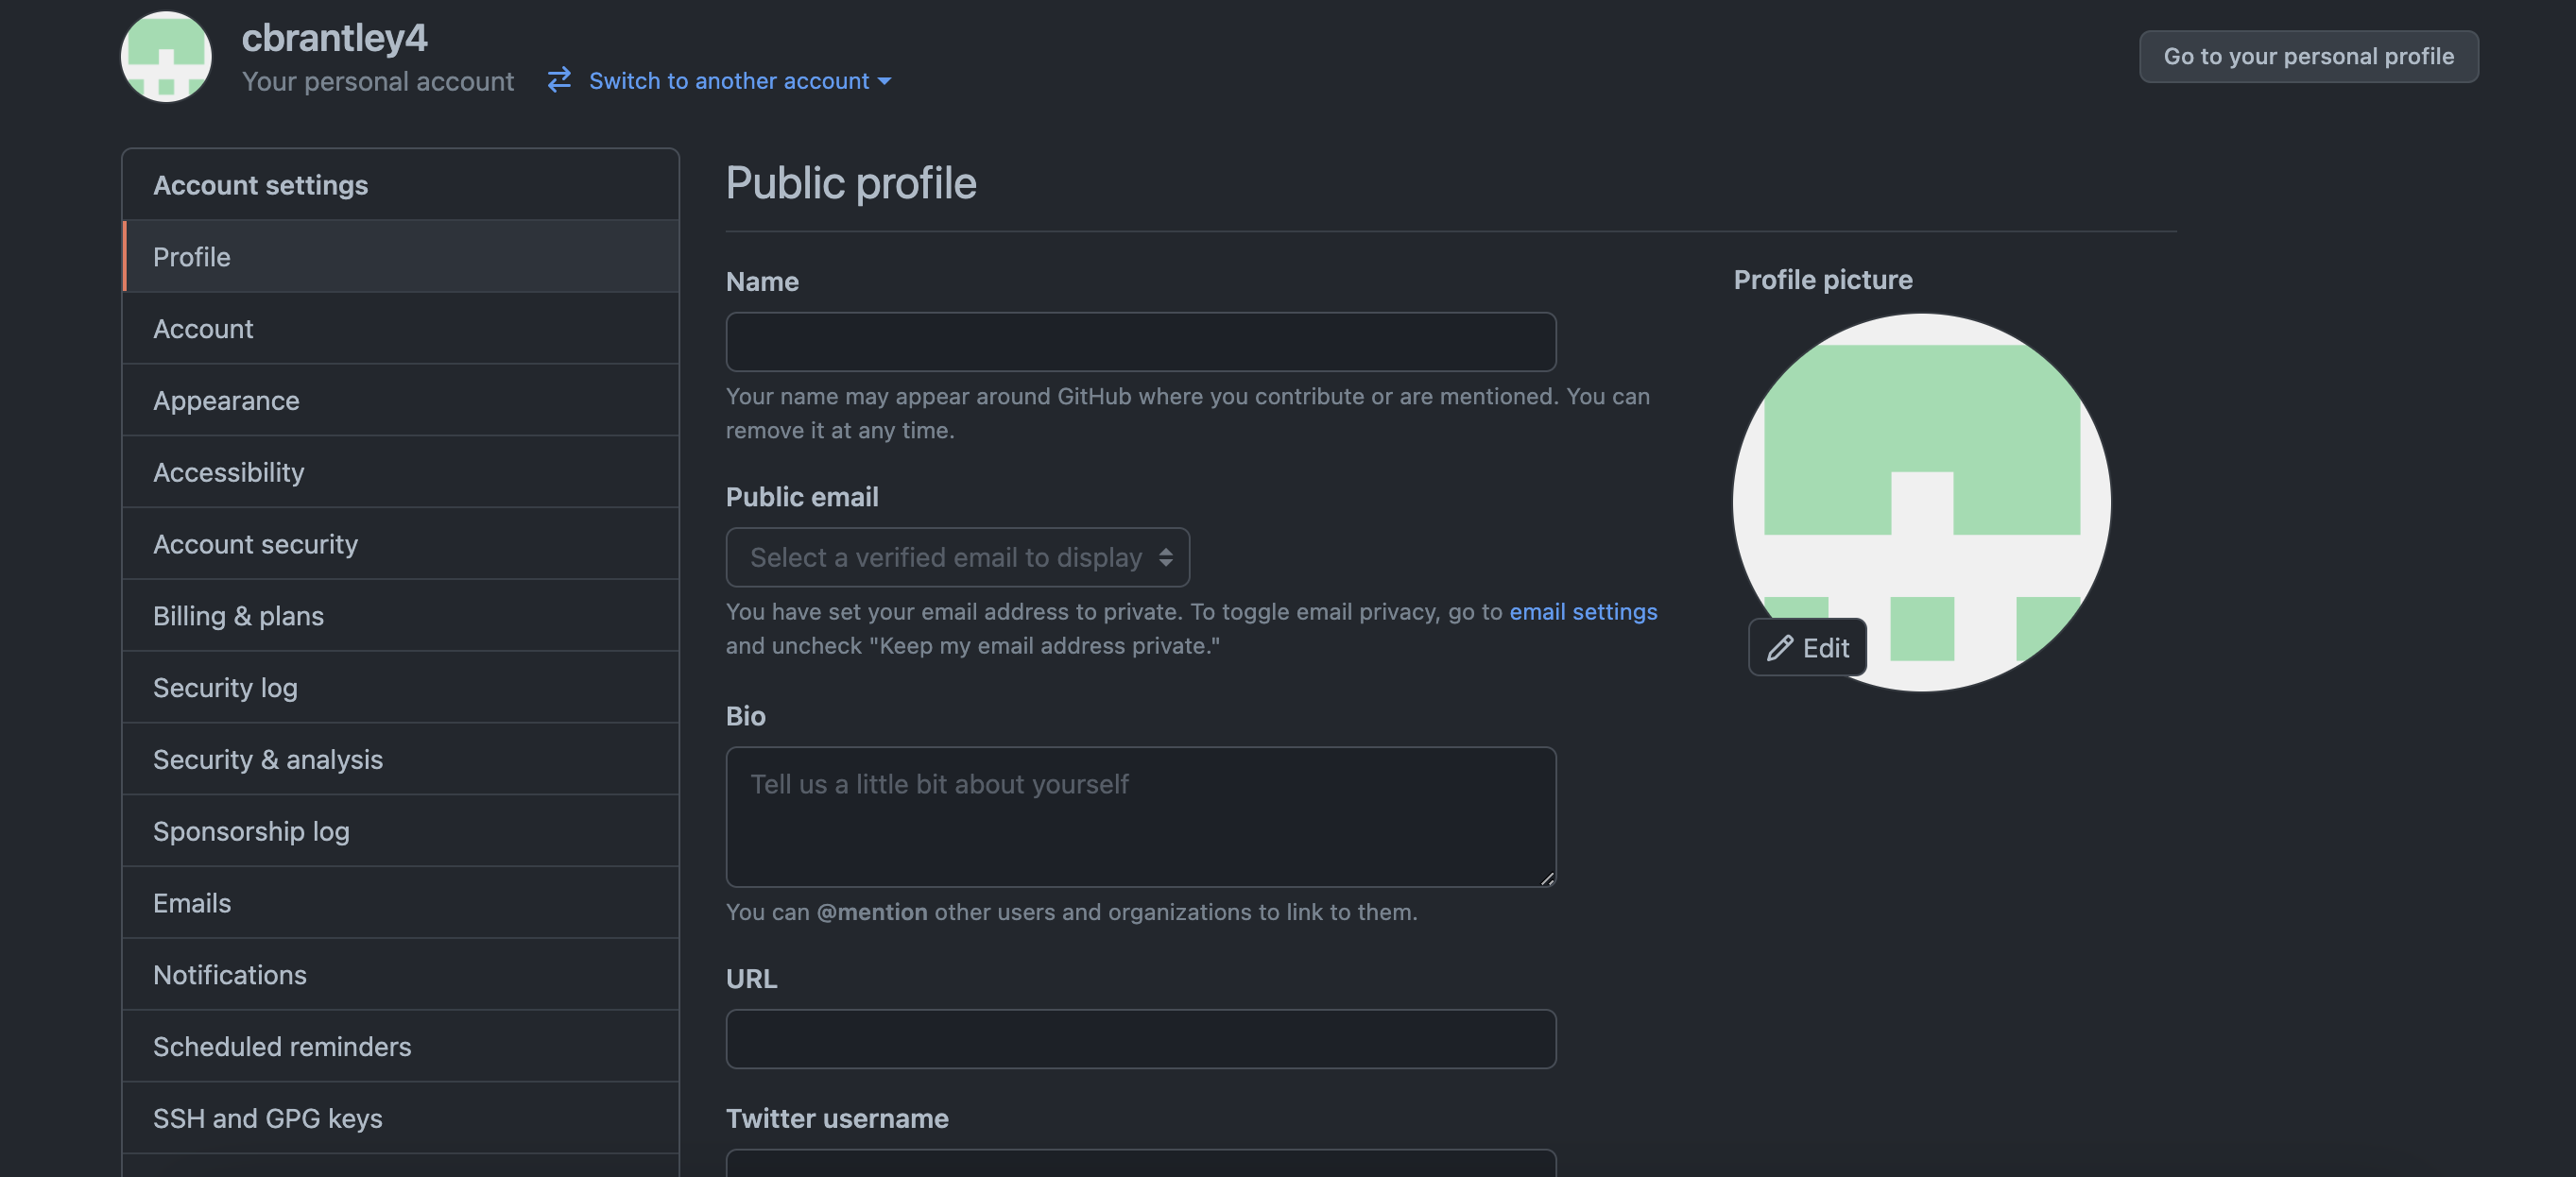 cbrantley4
Your personal account
Switch to another account
Go to your personal profile
Account settings
Profile
Account
Appearance
Accessibility
Account security
Billing & plans
Security log
Security & analysis
Sponsorship log
Emails
Notifications
Scheduled reminders
SSH and GPG keys
Public profile
Name
Your name may appear around GitHub where you contribute or are mentioned. You can
remove it at any time.
Public email
Select a verified email to display
You have set your email address to private. To toggle email privacy, go to email settings
and uncheck "Keep my email address private."
Bio
Tell us a little bit about yourself
You can @mention other users and organizations to link to them.
URL
Twitter username
Profile picture
Edit